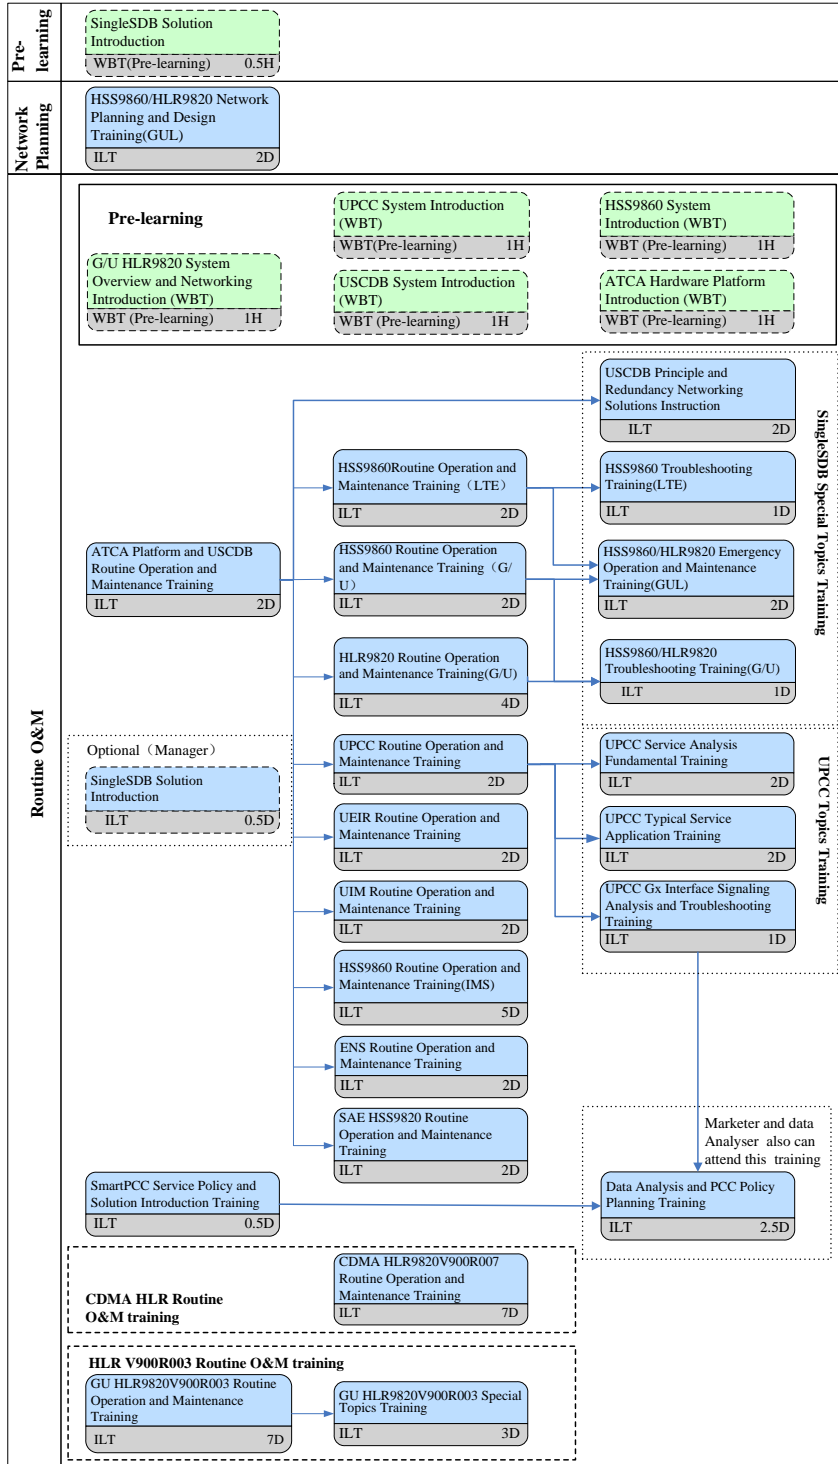 Pre-
learning
SingleSDB Solution
Introduction
WBT(Pre-learning) 0.5H
Network
Planning
HSS9860/HLR9820 Network
Planning and Design
Training(GUL)
ILT 2D
Routine O&M
Pre-learning
UPCC System Introduction
(WBT)
WBT(Pre-learning) 1H
HSS9860 System
Introduction (WBT)
WBT (Pre-learning) 1H
G/U HLR9820 System
Overview and Networking
Introduction (WBT)
WBT (Pre-learning) 1H
USCDB System Introduction
(WBT)
WBT (Pre-learning) 1H
ATCA Hardware Platform
Introduction (WBT)
WBT (Pre-learning) 1H
USCDB Principle and
Redundancy Networking
Solutions Instruction
ILT 2D
SingleSDB Special Topics Training
HSS9860Routine Operation and
Maintenance Training（LTE）
ILT 2D
HSS9860 Troubleshooting
Training(LTE)
ILT 1D
ATCA Platform and USCDB
Routine Operation and
Maintenance Training
ILT 2D
HSS9860 Routine Operation
and Maintenance Training（G/
U）
ILT 2D
HSS9860/HLR9820 Emergency
Operation and Maintenance
Training(GUL)
ILT 2D
HLR9820 Routine Operation
and Maintenance Training(G/U)
ILT 4D
HSS9860/HLR9820
Troubleshooting Training(G/U)
ILT 1D
Optional（Manager）
SingleSDB Solution
Introduction
ILT 0.5D
UPCC Routine Operation and
Maintenance Training
ILT 2D
UPCC Service Analysis
Fundamental Training
ILT 2D
UPCC Topics Training
UEIR Routine Operation and
Maintenance Training
ILT 2D
UPCC Typical Service
Application Training
ILT 2D
UIM Routine Operation and
Maintenance Training
ILT 2D
UPCC Gx Interface Signaling
Analysis and Troubleshooting
Training
ILT 1D
HSS9860 Routine Operation and
Maintenance Training(IMS)
ILT 5D
ENS Routine Operation and
Maintenance Training
ILT 2D
SAE HSS9820 Routine
Operation and Maintenance
Training
ILT 2D
Marketer and data
Analyser also can
attend this training
SmartPCC Service Policy and
Solution Introduction Training
ILT 0.5D
Data Analysis and PCC Policy
Planning Training
ILT 2.5D
CDMA HLR Routine
O&M training
CDMA HLR9820V900R007
Routine Operation and
Maintenance Training
ILT 7D
HLR V900R003 Routine O&M training
GU HLR9820V900R003 Routine
Operation and Maintenance
Training
ILT 7D
GU HLR9820V900R003 Special
Topics Training
ILT 3D